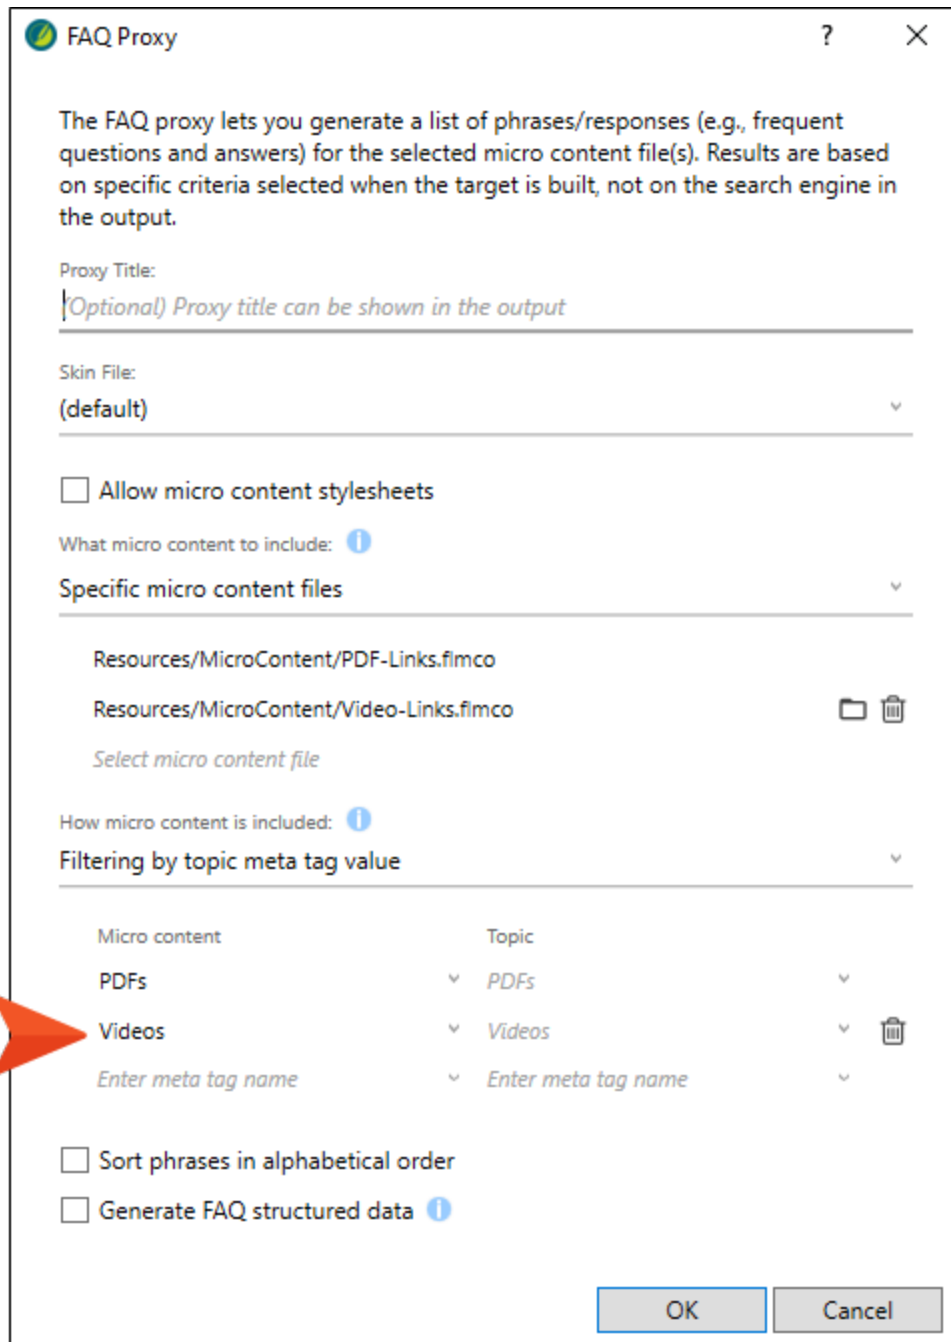 FAQ Proxy ?
The FAQ proxy lets you generate a list of phrases/responses (e.g., frequent
questions and answers) for the selected micro content file(s). Results are based
on specific criteria selected when the target is built, not on the search engine in
the output.
Proxy Title:
(Optional) Proxy title can be shown in the output
Skin File:
(default)
Allow micro content stylesheets
What micro content to include:
Specific micro content files
Resources/MicroContent/PDF-Links.flmco
Resources/MicroContent/Video-Links.flmco
Select micro content file
How micro content is included:
Filtering by topic meta tag value
Micro content Topic
PDFs PDFs
Videos Videos
Enter meta tag name Enter meta tag name
Sort phrases in alphabetical order
Generate FAQ structured data
OK Cancel